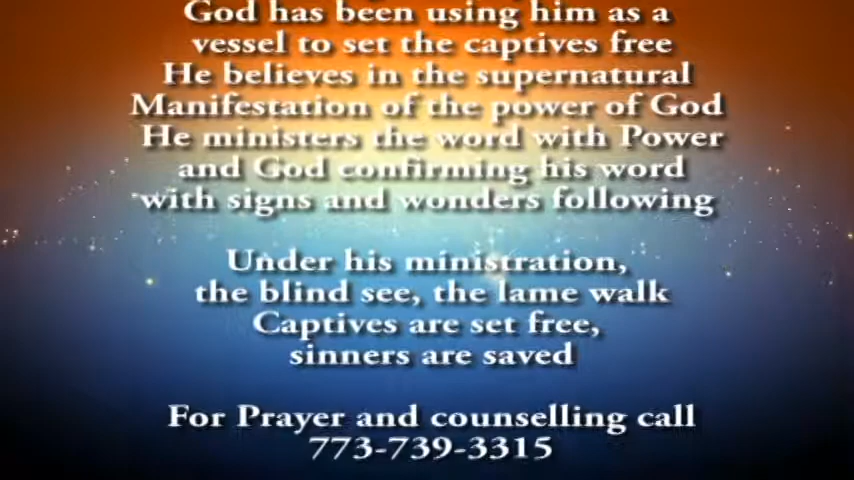 God has been using him as a
vessel to set the captives free
He believes in the supernatural
Manifestation of the power of God
He ministers the word with Power
and God confirming his word
with signs and wonders following
Under his ministration,
the blind see, the lame walk
Captives are set free,
sinners are saved
For Prayer and counselling call
773-739-3315